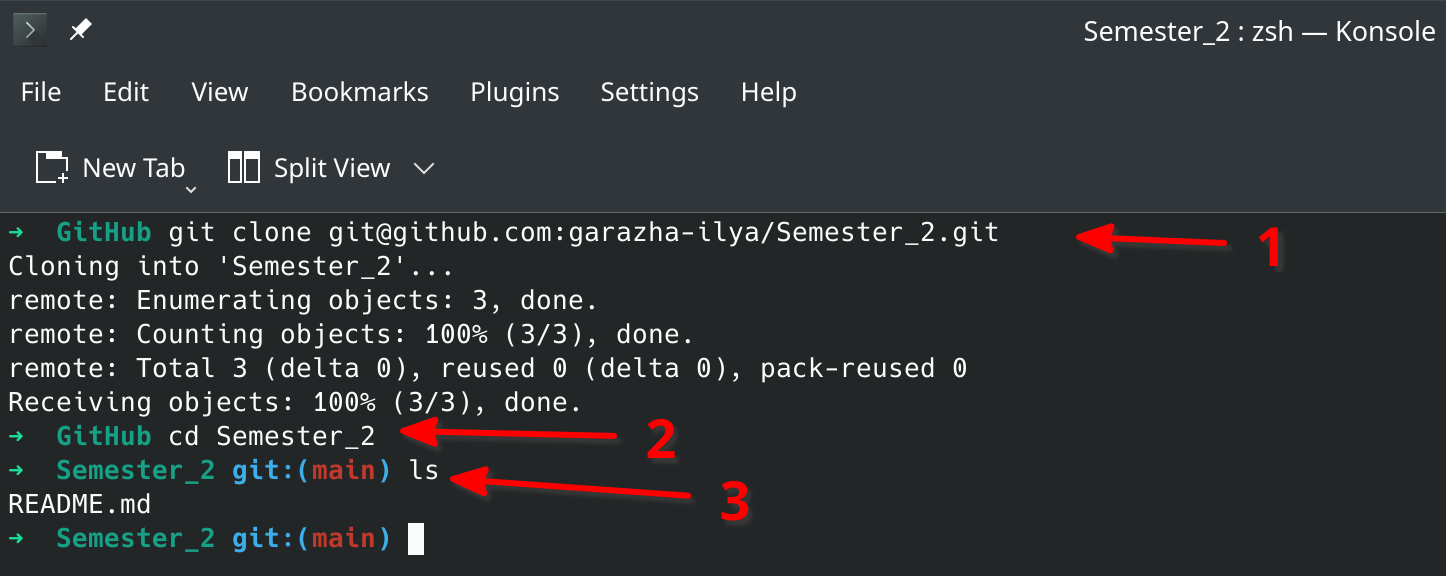 Semester_2 : zsh — Konsole
File Edit View Bookmarks Plugins Settings Help
New Tab Split View
➜ GitHub git clone git@github.com:garazha-ilya/Semester_2.git 1
Cloning into 'Semester_2'...
remote: Enumerating objects: 3, done.
remote: Counting objects: 100% (3/3), done.
remote: Total 3 (delta 0), reused 0 (delta 0), pack-reused 0
Receiving objects: 100% (3/3), done.
➜ GitHub cd Semester_2 2
➜ Semester_2 git:(main) ls 3
README.md
➜ Semester_2 git:(main)